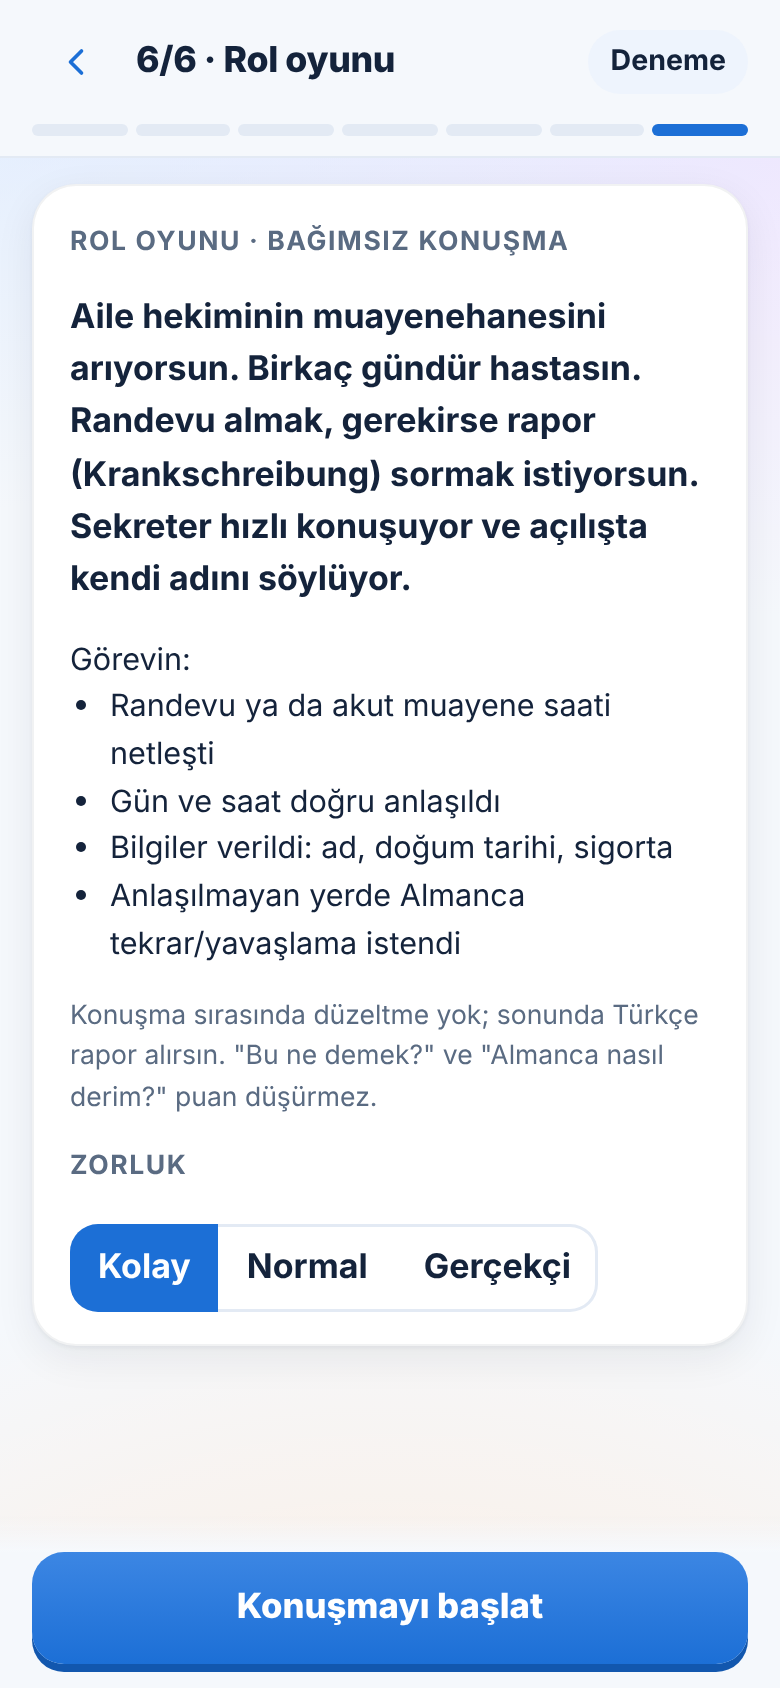 6/6 · Rol oyunu
Deneme
ROL OYUNU · BAĞIMSIZ KONUŞMA
Aile hekiminin muayenehanesini
arıyorsun. Birkaç gündür hastasın.
Randevu almak, gerekirse rapor
(Krankschreibung) sormak istiyorsun.
Sekreter hızlı konuşuyor ve açılışta
kendi adını söylüyor.
Görevin:
• Randevu ya da akut muayene saati
netleşti
• Gün ve saat doğru anlaşıldı
• Bilgiler verildi: ad, doğum tarihi, sigorta
• Anlaşılmayan yerde Almanca
tekrar/yavaşlama istendi
Konuşma sırasında düzeltme yok; sonunda Türkçe
rapor alırsın. "Bu ne demek?" ve "Almanca nasıl
derim?" puan düşürmez.
ZORLUK
Kolay Normal Gerçekçi
Konuşmayı başlat